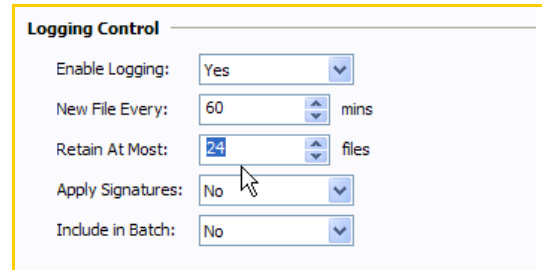 Logging Control
Enable Logging: Yes
New File Every: 60 mins
Retain At Most: 24 files
Apply Signatures: No
Include in Batch: No